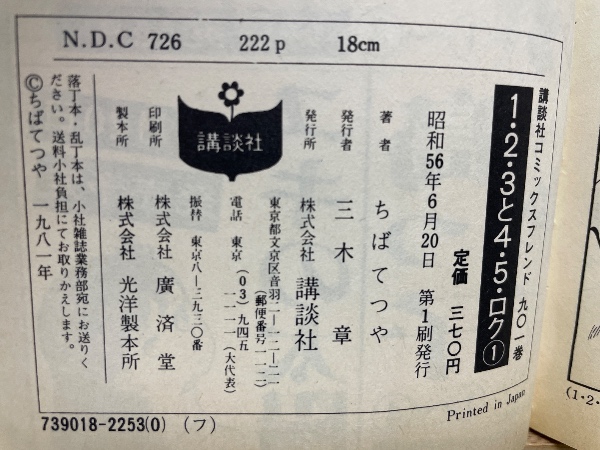 N.D.C 726 222p 18cm
講談社コミックスフレンド 九〇一巻
1・2・3と4・5・ロク①
定価 三七〇円
昭和56年6月20日 第1刷発行
著者 ちばてつや
発行者 三木 章
発行所 株式会社 講談社
東京都文京区音羽二―一二―二一
(郵便番号一一二)
電話 東京(03)九四五
一一一一(大代表)
振替 東京八―三九三〇番
印刷所 株式会社 廣済堂
製本所 株式会社 光洋製本所
講談社
落丁本・乱丁本は、小社雑誌業務部宛にお送りく
ださい。送料小社負担にてお取りかえします。
©ちばてつや 一九八一年
739018-2253(0) (フ)
Printed in Japan
(1・2・